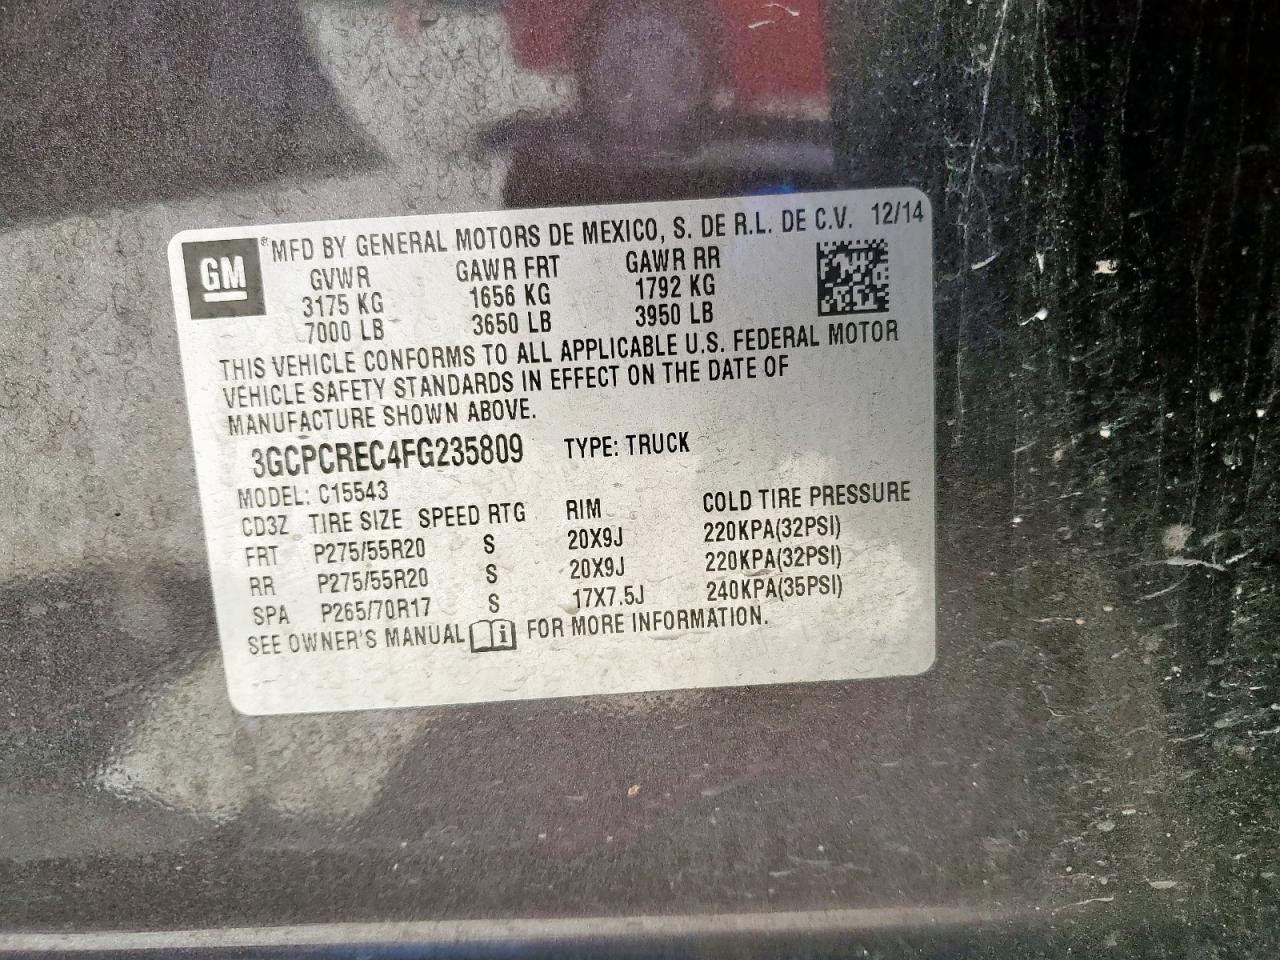 GM
® MFD BY GENERAL MOTORS DE MEXICO, S. DE R.L. DE C.V. 12/14
GVWR GAWR FRT GAWR RR
3175 KG 1656 KG 1792 KG
7000 LB 3650 LB 3950 LB
THIS VEHICLE CONFORMS TO ALL APPLICABLE U.S. FEDERAL MOTOR
VEHICLE SAFETY STANDARDS IN EFFECT ON THE DATE OF
MANUFACTURE SHOWN ABOVE.
3GCPCREC4FG235809 TYPE: TRUCK
MODEL: C15543
CD3Z TIRE SIZE SPEED RTG RIM COLD TIRE PRESSURE
FRT P275/55R20 S 20X9J 220KPA(32PSI)
RR P275/55R20 S 20X9J 220KPA(32PSI)
SPA P265/70R17 S 17X7.5J 240KPA(35PSI)
SEE OWNER'S MANUAL i FOR MORE INFORMATION.